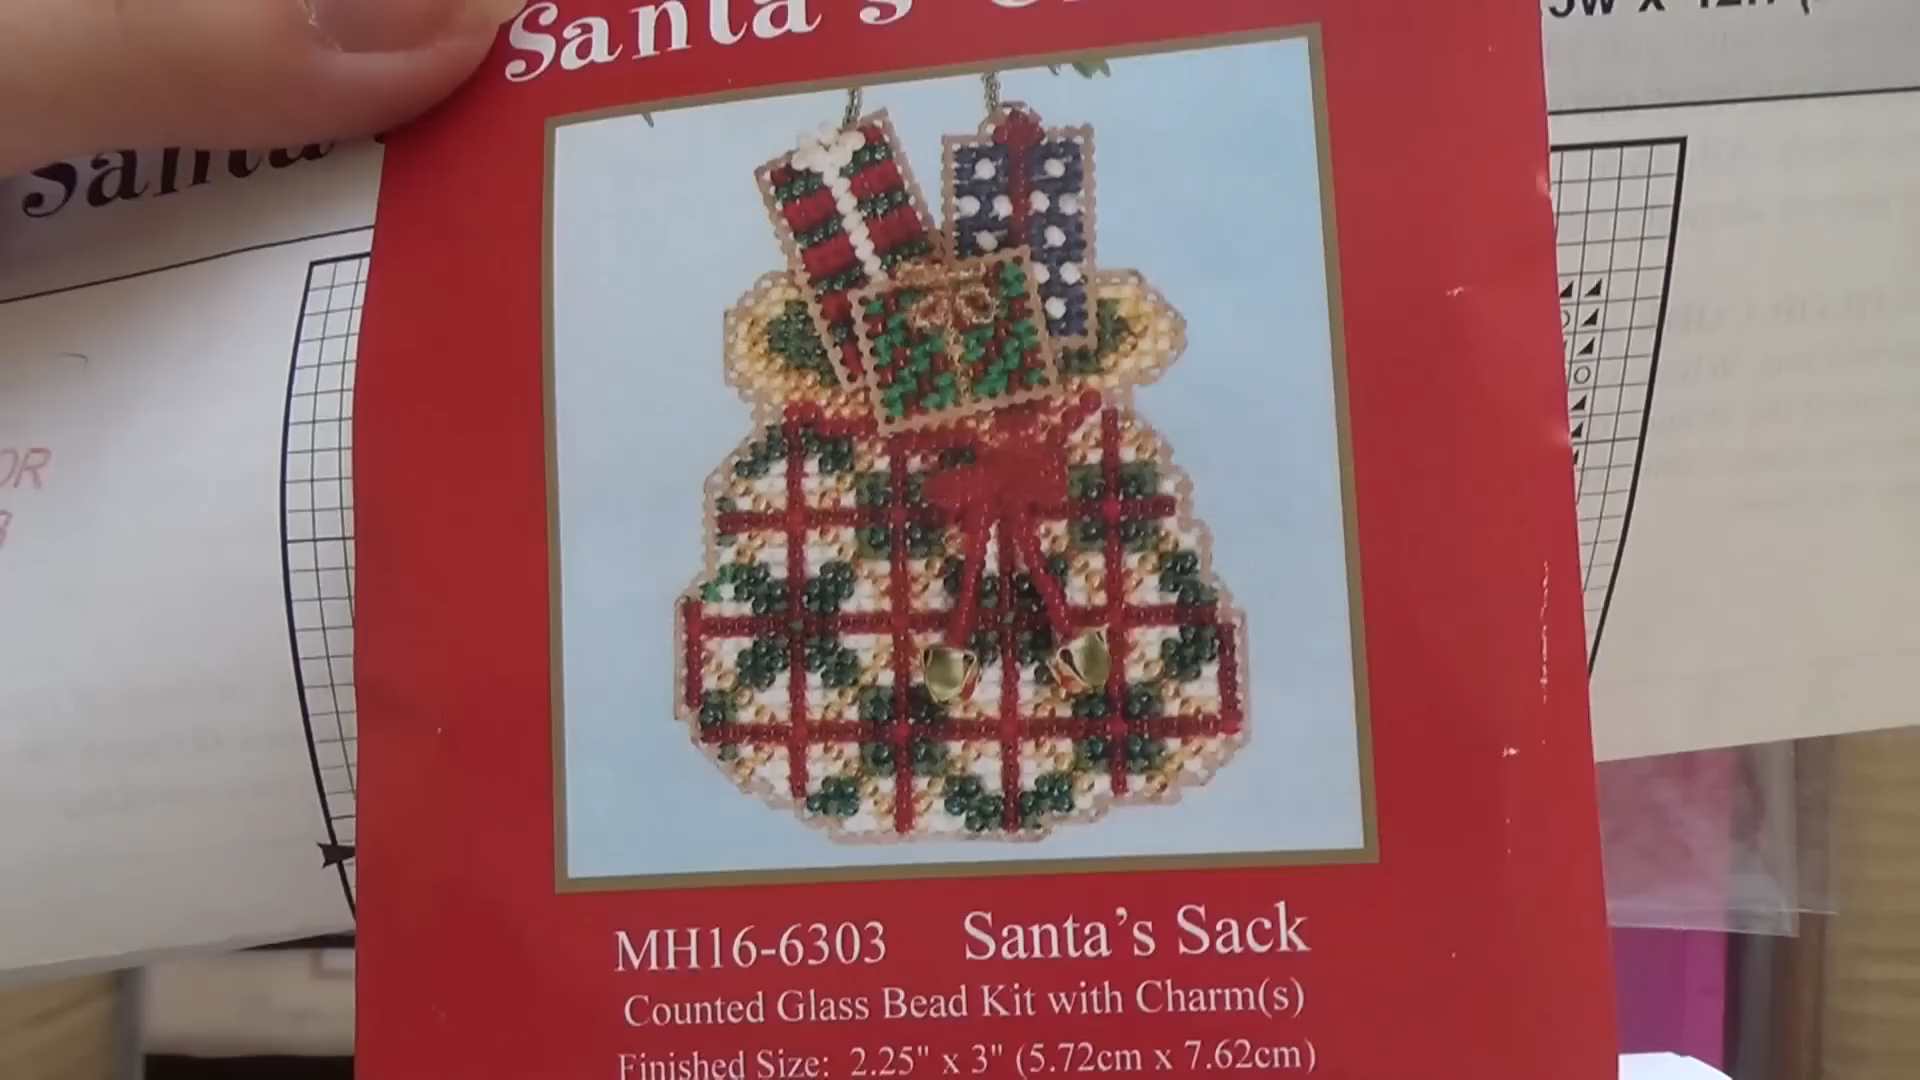 Santa's
Santa
MH16-6303 Santa’s Sack
Counted Glass Bead Kit with Charm(s)
Finished Size: 2.25" x 3" (5.72cm x 7.62cm)